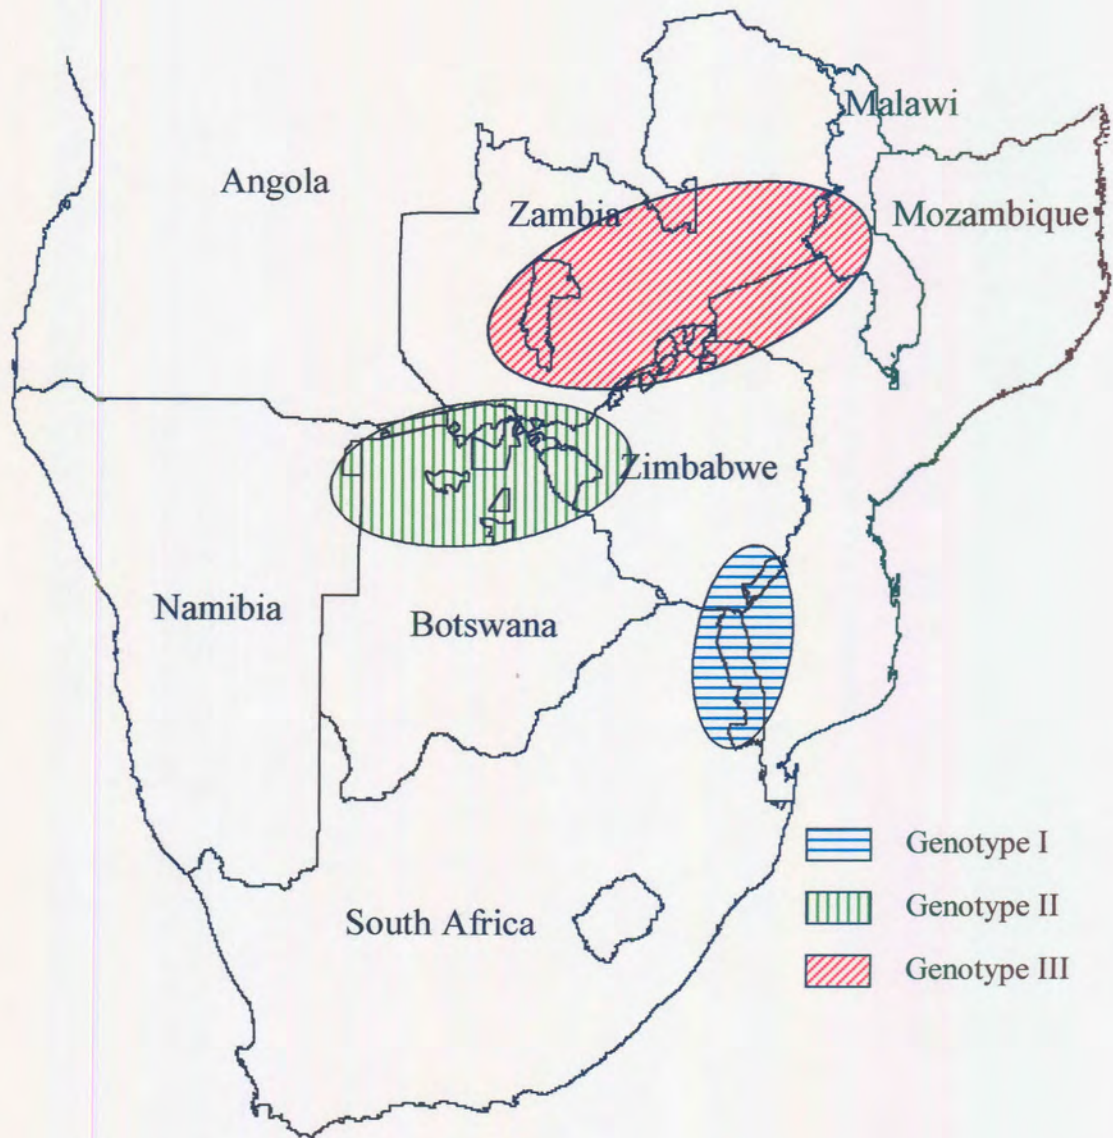 Malawi
Angola
Zambia
Mozambique
Zimbabwe
Namibia
Botswana
South Africa
Genotype I
Genotype II
Genotype III